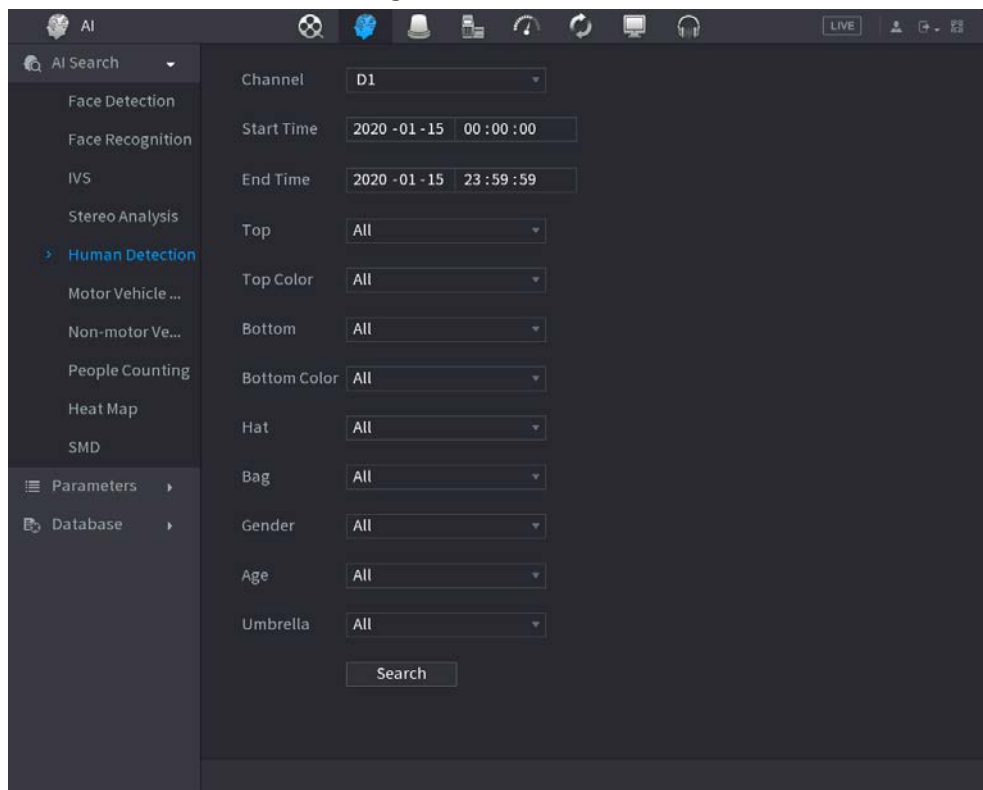 AI
LIVE
AI Search
Face Detection
Face Recognition
IVS
Stereo Analysis
Human Detection
Motor Vehicle ...
Non-motor Ve...
People Counting
Heat Map
SMD
Parameters
Database
Channel D1
Start Time 2020 -01 -15 00 :00 :00
End Time 2020 -01 -15 23 :59 :59
Top All
Top Color All
Bottom All
Bottom Color All
Hat All
Bag All
Gender All
Age All
Umbrella All
Search